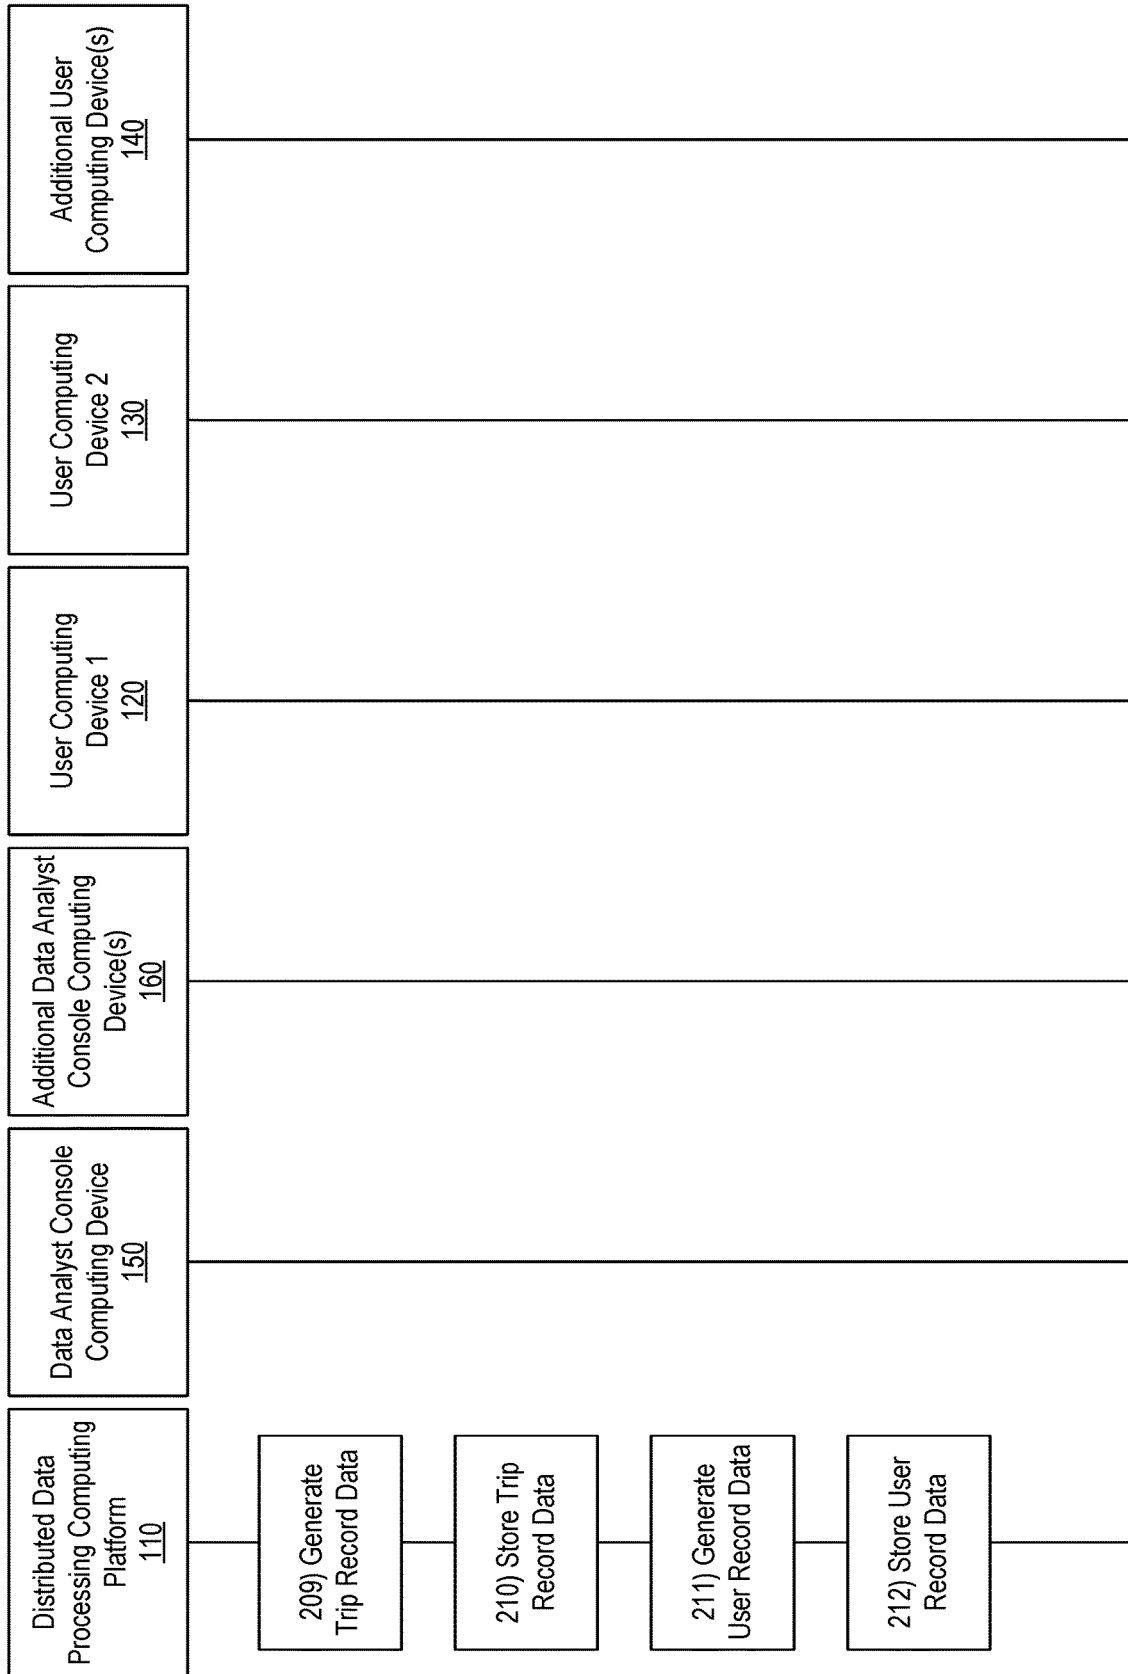 Distributed Data
Processing Computing
Platform
110
Data Analyst Console
Computing Device
150
Additional Data Analyst
Console Computing
Device(s)
160
User Computing
Device 1
120
User Computing
Device 2
130
Additional User
Computing Device(s)
140
209) Generate
Trip Record Data
210) Store Trip
Record Data
211) Generate
User Record Data
212) Store User
Record Data